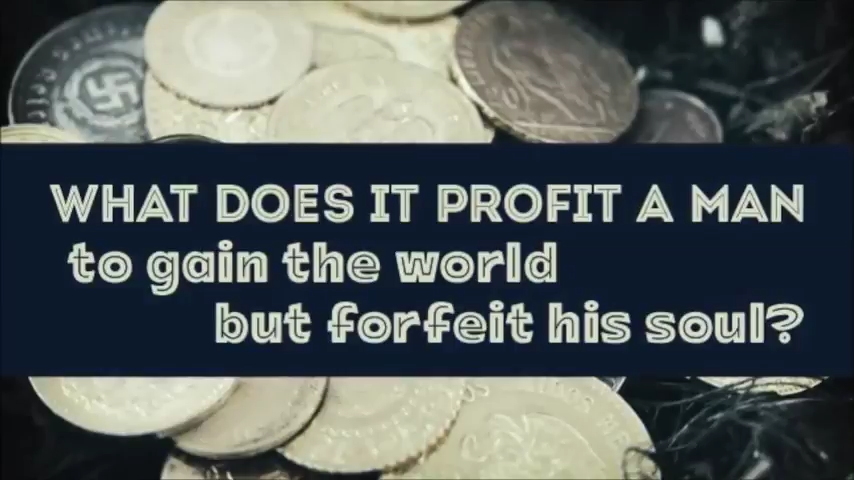 WHAT DOES IT PROFIT A MAN
to gain the world
but forfeit his soul?